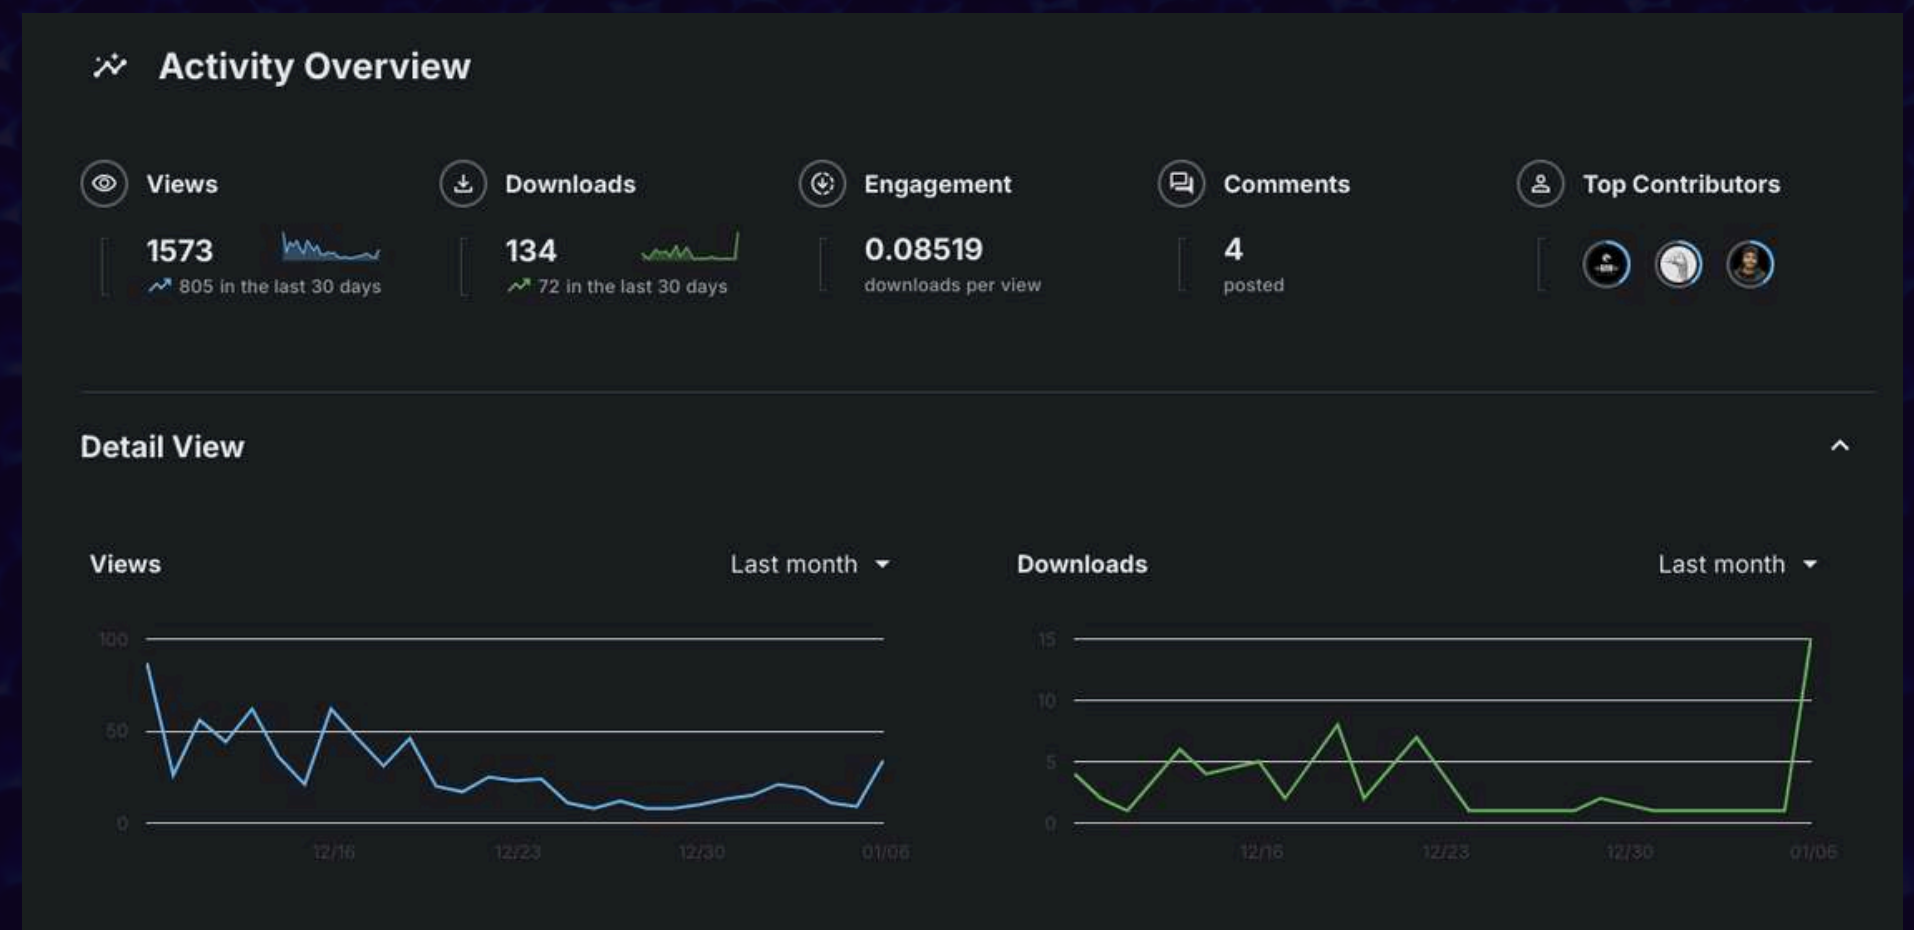 Activity Overview
Views
1573
805 in the last 30 days
Downloads
134
72 in the last 30 days
Engagement
0.08519
downloads per view
Comments
4
posted
Top Contributors
Detail View
Views
Last month
100
50
0
12/16
12/23
12/30
01/06
Downloads
Last month
15
10
5
0
12/16
12/23
12/30
01/06